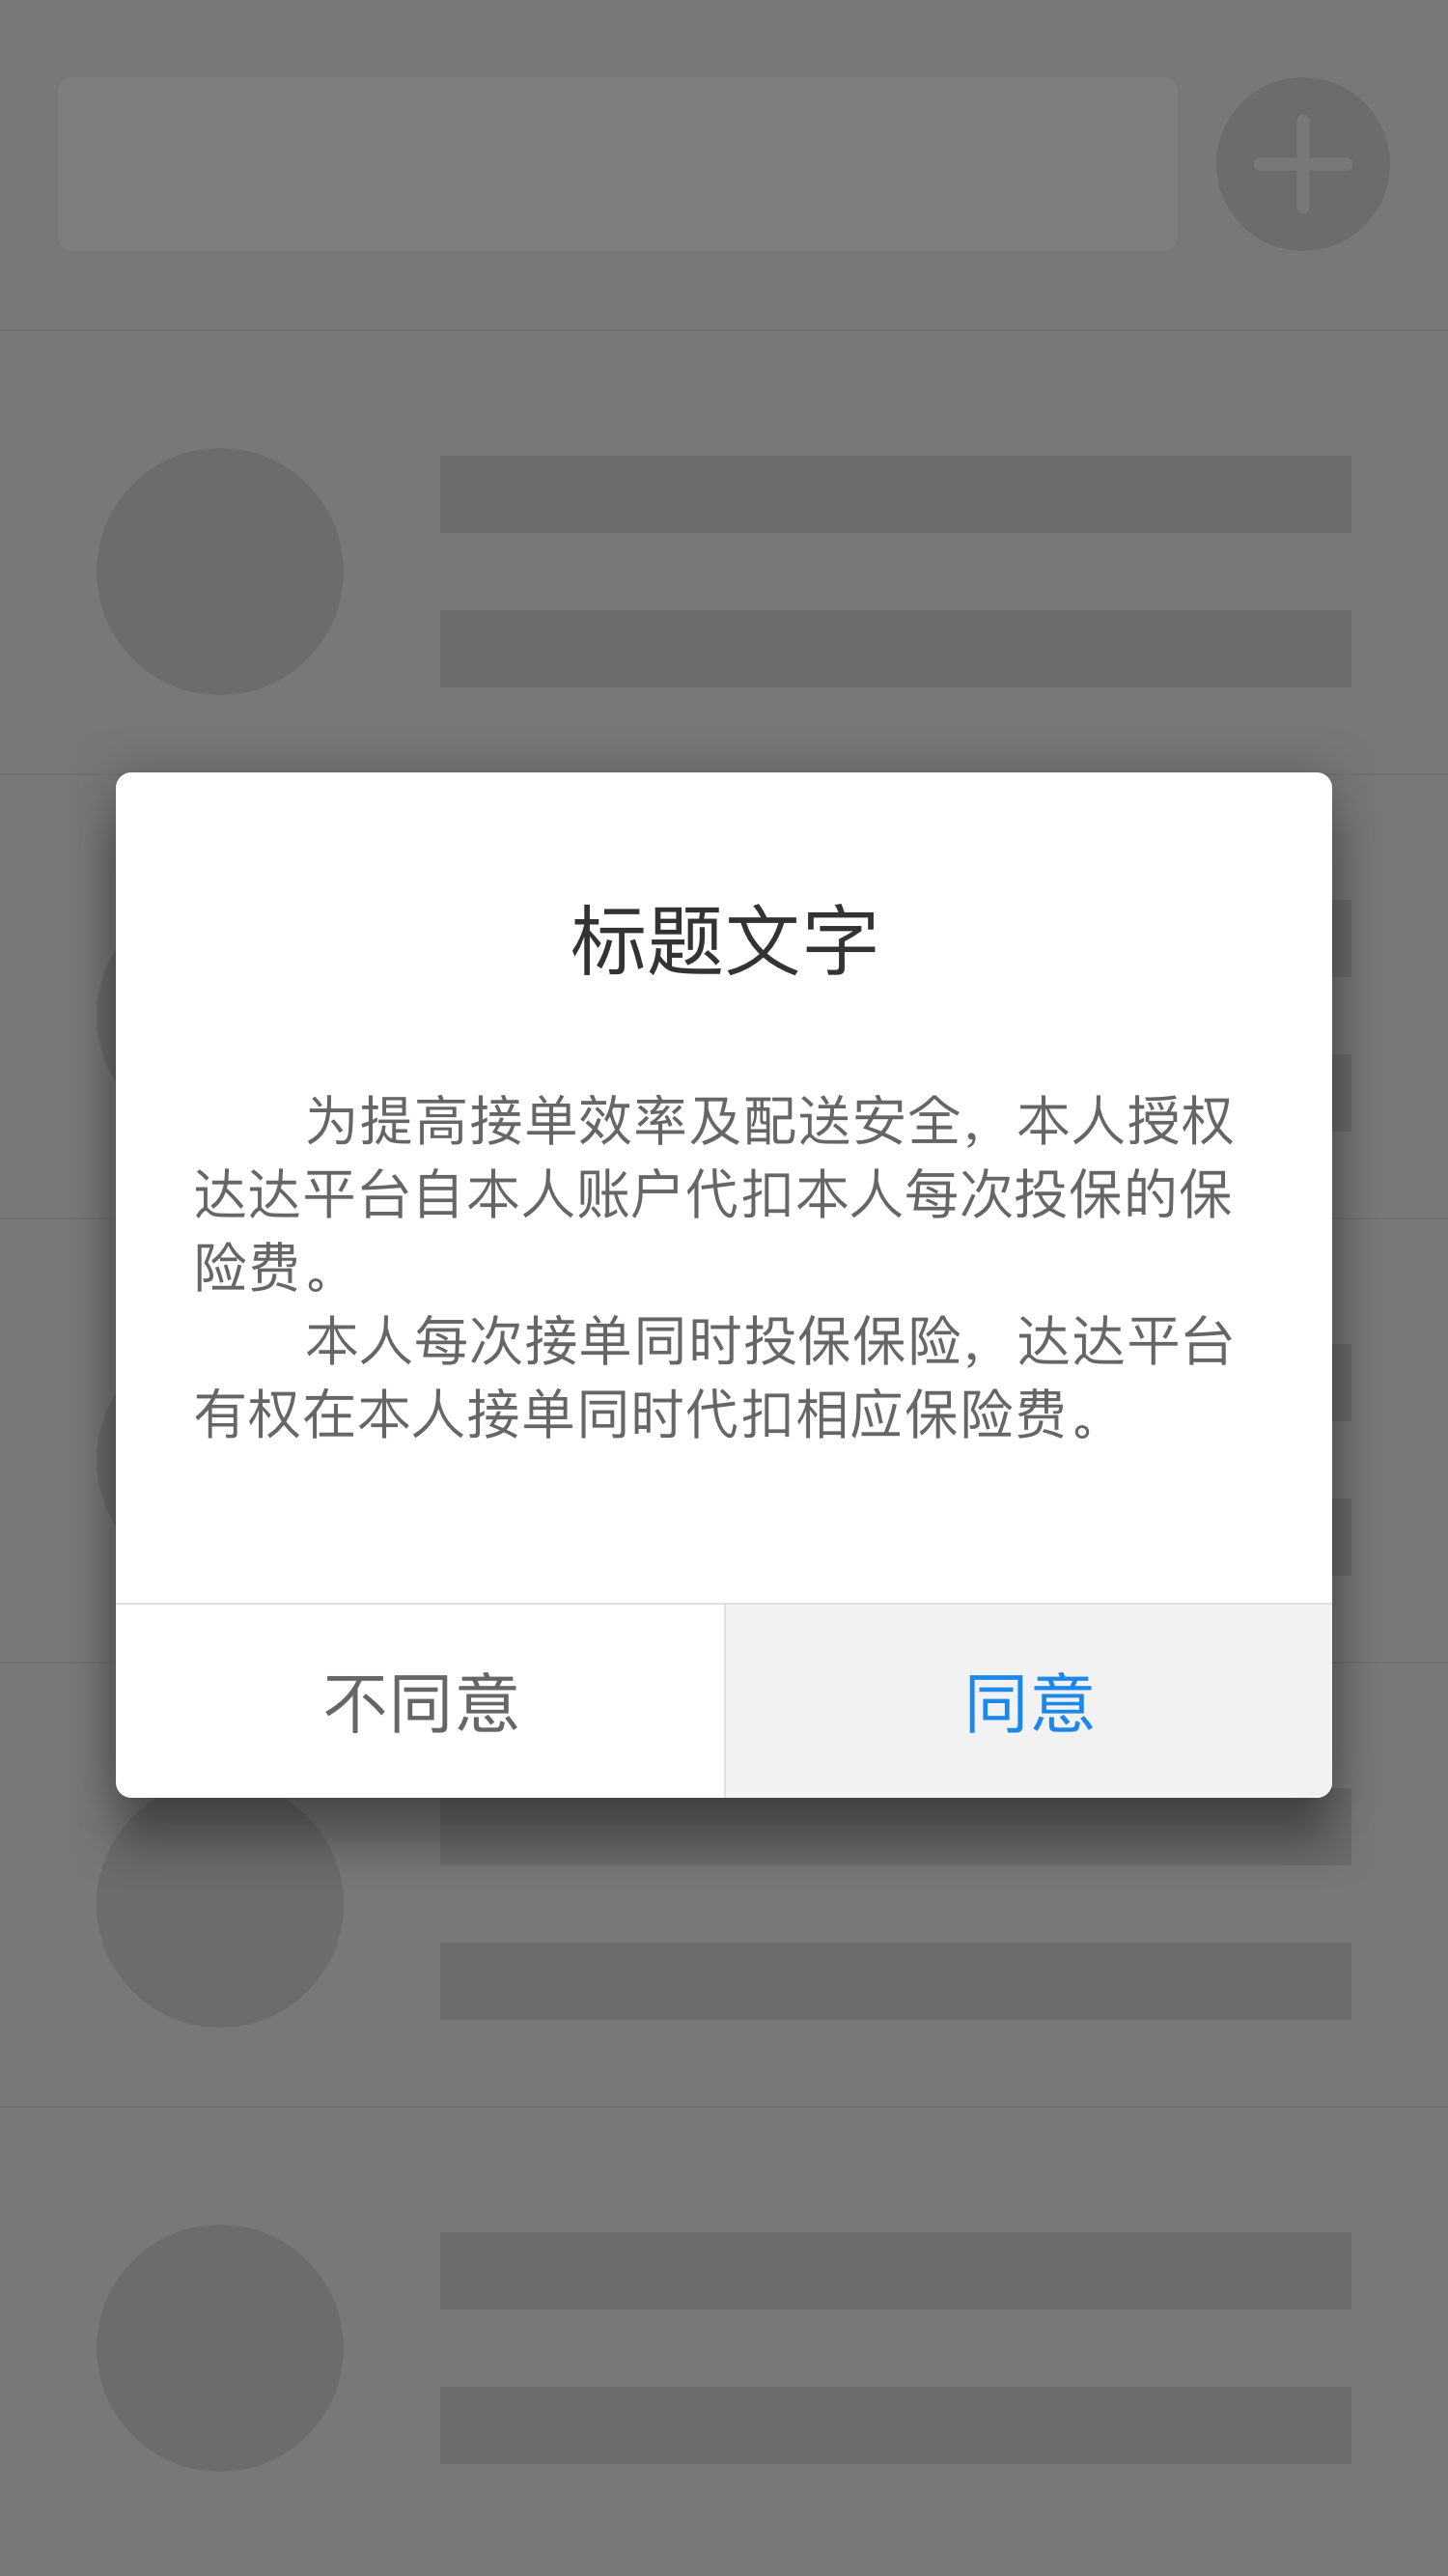 标题文字
为提高接单效率及配送安全，本人授权
达达平台自本人账户代扣本人每次投保的保
险费。
本人每次接单同时投保保险，达达平台
有权在本人接单同时代扣相应保险费。
不同意
同意